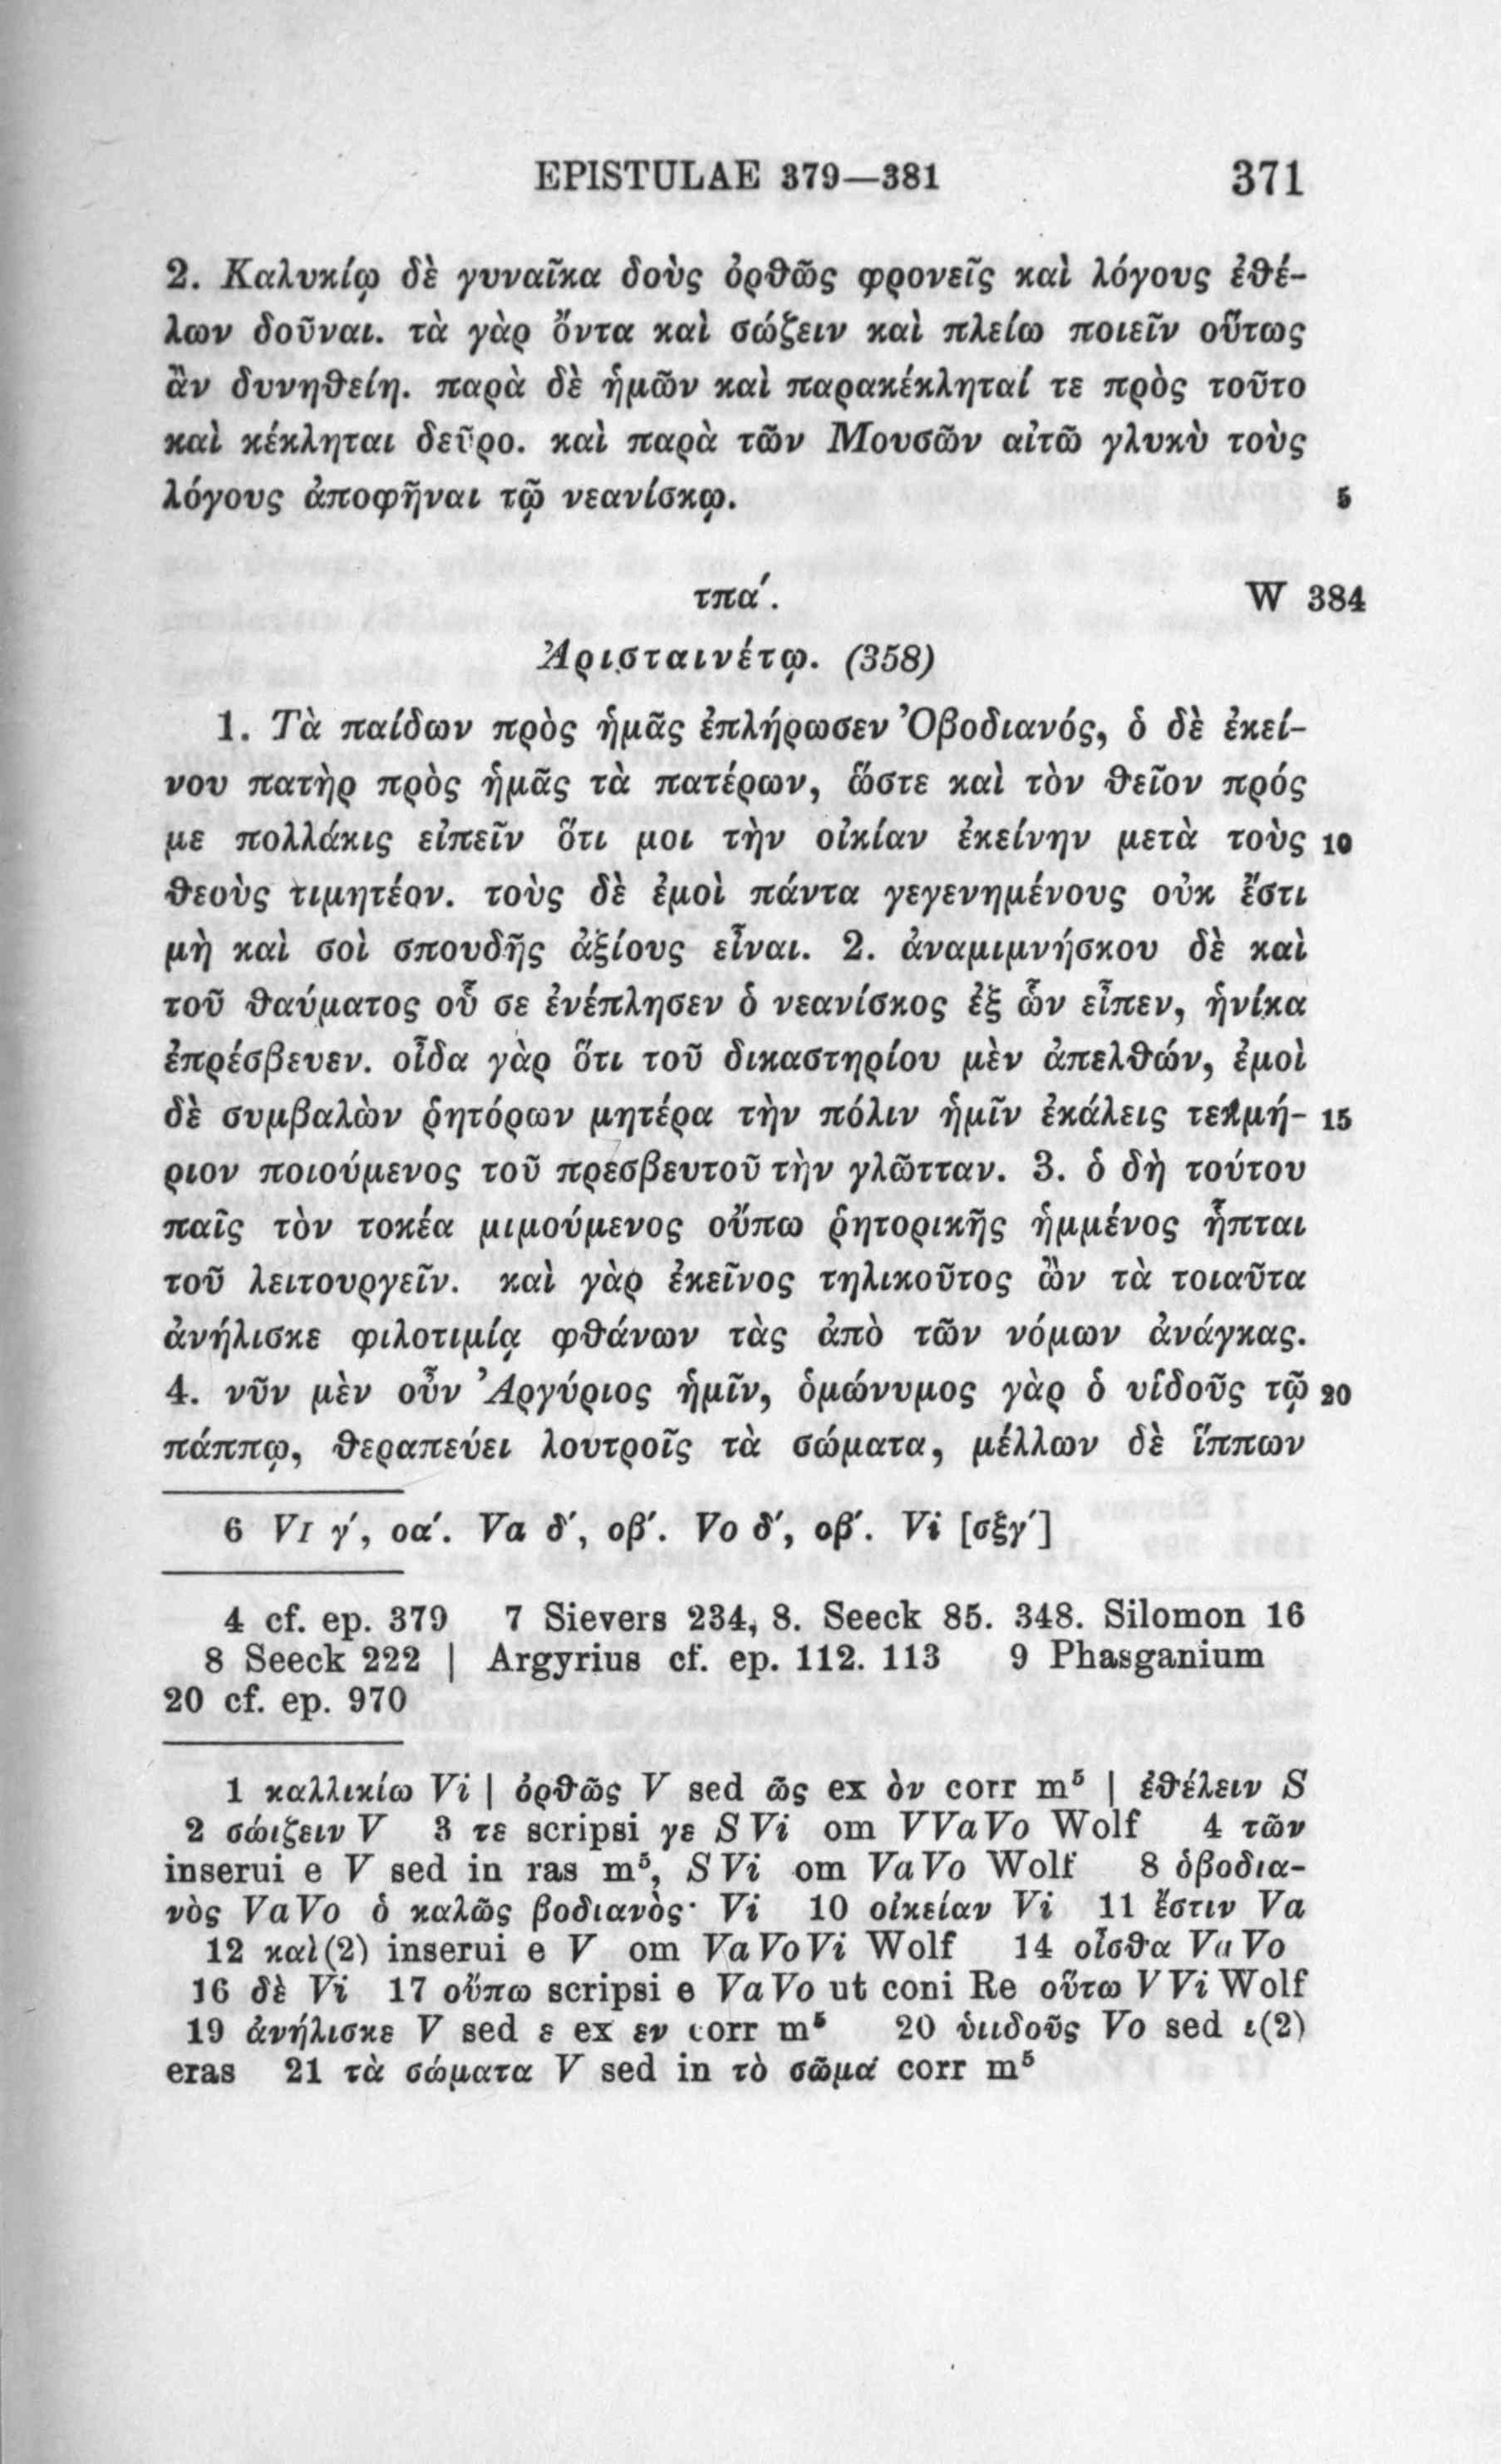 EPISTULAE 379—381 371
2. Καλυκίῳ δὲ γυναῖκα δοὺς ὀρθῶς φρονεῖς καὶ λόγους ἐθέ-
λων δοῦναι. τὰ γὰρ ὄντα καὶ σώζειν καὶ πλείω ποιεῖν οὕτως
ἂν δυνηθείη. παρὰ δὲ ἡμῶν καὶ παρακέκληταί τε πρὸς τοῦτο
καὶ κέκληται δεῦρο. καὶ παρὰ τῶν Μουσῶν αἰτῶ γλυκὺ τοὺς
λόγους ἀποφῆναι τῷ νεανίσκῳ. 5
τπα΄. W 384
Ἀρισταινέτῳ. (358)
1. Τὰ παίδων πρὸς ἡμᾶς ἐπλήρωσεν Ὀβοδιανός, ὁ δὲ ἐκεί-
νου πατὴρ πρὸς ἡμᾶς τὰ πατέρων, ὥστε καὶ τὸν θεῖον πρός
με πολλάκις εἰπεῖν ὅτι μοι τὴν οἰκίαν ἐκείνην μετὰ τοὺς 10
θεοὺς τιμητέον. τοὺς δὲ ἐμοὶ πάντα γεγενημένους οὐκ ἔστι
μὴ καὶ σοὶ σπουδῆς ἀξίους εἶναι. 2. ἀναμιμνήσκου δὲ καὶ
τοῦ θαύματος οὗ σε ἐνέπλησεν ὁ νεανίσκος ἐξ ὧν εἶπεν, ἡνίκα
ἐπρέσβευεν. οἶδα γὰρ ὅτι τοῦ δικαστηρίου μὲν ἀπελθών, ἐμοὶ
δὲ συμβαλὼν ῥητόρων μητέρα τὴν πόλιν ἡμῖν ἐκάλεις τεκμή- 15
ριον ποιούμενος τοῦ πρεσβευτοῦ τὴν γλῶτταν. 3. ὁ δὴ τούτου
παῖς τὸν τοκέα μιμούμενος οὔπω ῥητορικῆς ἡμμένος ἧπται
τοῦ λειτουργεῖν. καὶ γὰρ ἐκεῖνος τηλικοῦτος ὢν τὰ τοιαῦτα
ἀνήλισκε φιλοτιμίᾳ φθάνων τὰς ἀπὸ τῶν νόμων ἀνάγκας.
4. νῦν μὲν οὖν Ἀργύριος ἡμῖν, ὁμώνυμος γὰρ ὁ υἱδοῦς τῷ 20
πάππῳ, θεραπεύει λουτροῖς τὰ σώματα, μέλλων δὲ ἵππων
6 VI γ΄, οα΄. Va δ΄, οβ΄. Vo δ΄, οβ΄. Vi [σξγ΄]
4 cf. ep. 379 7 Sievers 234, 8. Seeck 85. 348. Silomon 16
8 Seeck 222 | Argyrius cf. ep. 112. 113 9 Phasganium
20 cf. ep. 970
1 καλλικίω Vi | ὀρθῶς V sed ῶς ex ὸν corr m⁵ | ἐθέλειν S
2 σώιζειν V 3 τε scripsi γε S Vi om V Va Vo Wolf 4 τῶν
inserui e V sed in ras m⁵, S Vi om Va Vo Wolf 8 ὀβοδια-
νὸς Va Vo ὁ καλῶς βοδιανὸς· Vi 10 οἰκείαν Vi 11 ἔστιν Va
12 καὶ(2) inserui e V om Va Vo Vi Wolf 14 οἶσθα Va Vo
16 δὲ Vi 17 οὔπω scripsi e Va Vo ut coni Re οὕτω V Vi Wolf
19 ἀνήλισκε V sed ε ex εν corr m⁵ 20 ὑιιδοῦς Vo sed ι(2)
eras 21 τὰ σώματα V sed in τὸ σῶμα corr m⁵